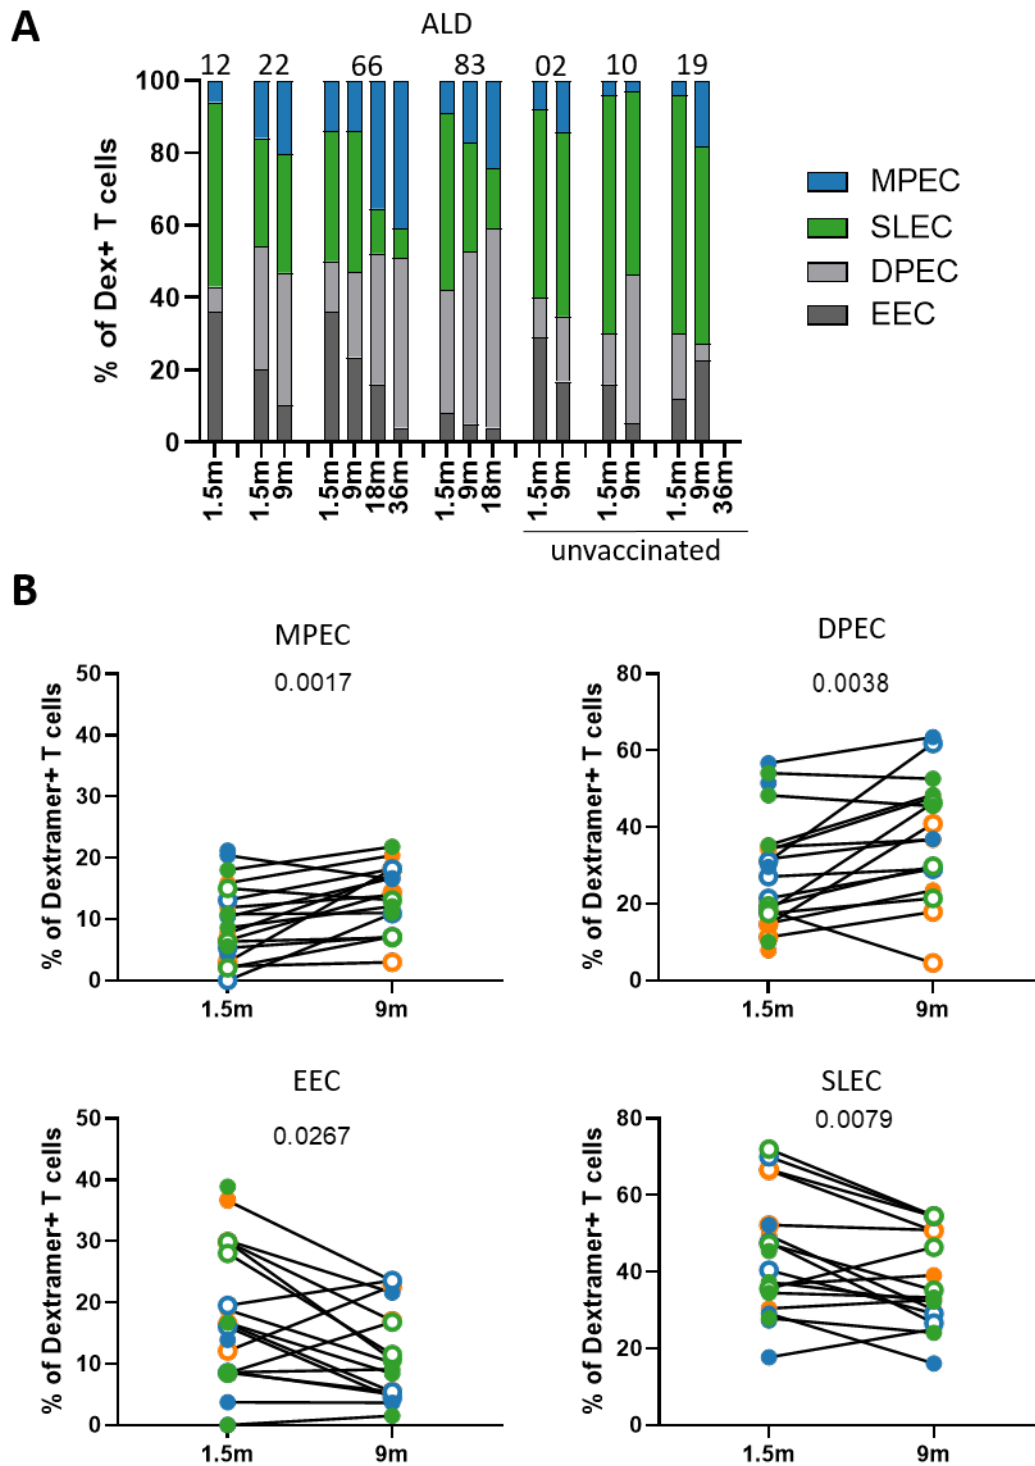 A
ALD
12 22 66 83 02 10 19
100
80
60
40
20
0
% of Dex+ T cells
MPEC
SLEC
DPEC
EEC
1.5m 1.5m 9m 1.5m 9m 18m 36m 1.5m 9m 18m 1.5m 9m 1.5m 9m 1.5m 9m 36m
unvaccinated
B
MPEC
0.0017
50
40
30
20
10
0
% of Dextramer+ T cells
1.5m 9m
DPEC
0.0038
80
60
40
20
0
% of Dextramer+ T cells
1.5m 9m
EEC
0.0267
50
40
30
20
10
0
% of Dextramer+ T cells
1.5m 9m
SLEC
0.0079
80
60
40
20
0
% of Dextramer+ T cells
1.5m 9m